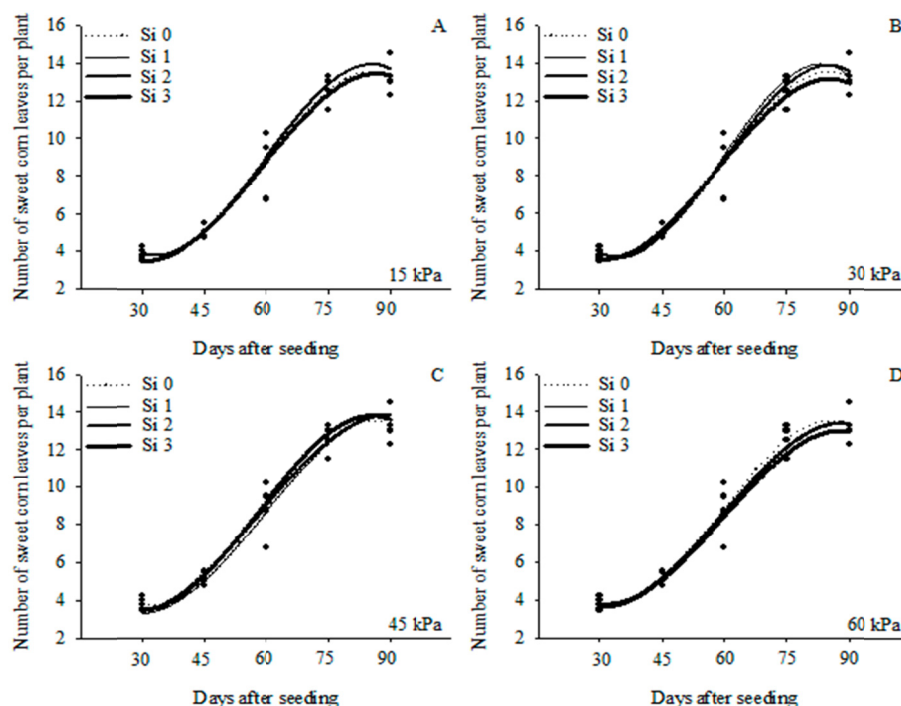 A
Number of sweet corn leaves per plant
16
14
12
10
8
6
4
2
Si 0
Si 1
Si 2
Si 3
15 kPa
30 45 60 75 90
Days after seeding
B
Number of sweet corn leaves per plant
16
14
12
10
8
6
4
2
Si 0
Si 1
Si 2
Si 3
30 kPa
30 45 60 75 90
Days after seeding
C
Number of sweet corn leaves per plant
16
14
12
10
8
6
4
2
Si 0
Si 1
Si 2
Si 3
45 kPa
30 45 60 75 90
Days after seeding
D
Number of sweet corn leaves per plant
16
14
12
10
8
6
4
2
Si 0
Si 1
Si 2
Si 3
60 kPa
30 45 60 75 90
Days after seeding